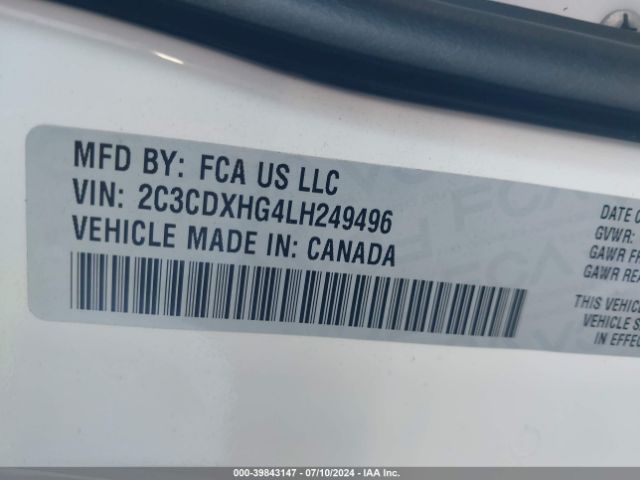 MFD BY: FCA US LLC
VIN: 2C3CDXHG4LH249496
VEHICLE MADE IN: CANADA
DATE O
GVWR:
GAWR FR
GAWR REA
THIS VEHICL
VEHICLE S
IN EFFEC
000-39843147 - 07/10/2024 - IAA Inc.